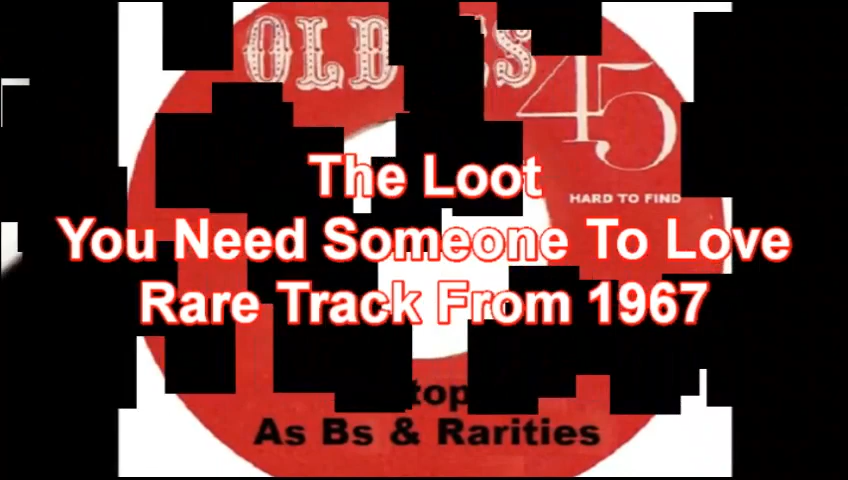 45
HARD TO FIND
The Loot
You Need Someone To Love
Rare Track From 1967
As Bs & Rarities